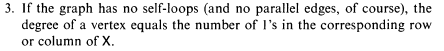 3. If the graph has no self-loops (and no parallel edges, of course), the
degree of a vertex equals the number of 1's in the corresponding row
or column of X.